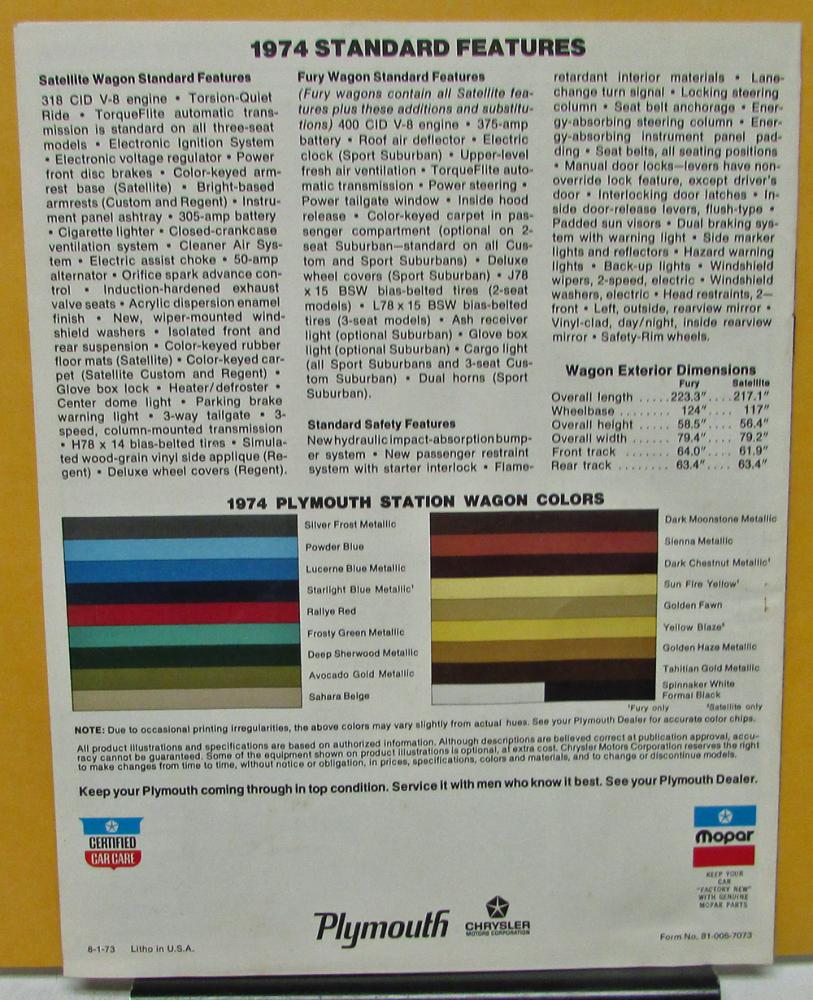 1974 STANDARD FEATURES
Satellite Wagon Standard Features
318 CID V-8 engine • Torsion-Quiet
Ride • TorqueFlite automatic trans-
mission is standard on all three-seat
models • Electronic Ignition System
• Electronic voltage regulator • Power
front disc brakes • Color-keyed arm-
rest base (Satellite) • Bright-based
armrests (Custom and Regent) • Instru-
ment panel ashtray • 305-amp battery
• Cigarette lighter • Closed-crankcase
ventilation system • Cleaner Air Sys-
tem • Electric assist choke • 50-amp
alternator • Orifice spark advance con-
trol • Induction-hardened exhaust
valve seats • Acrylic dispersion enamel
finish • New, wiper-mounted wind-
shield washers • Isolated front and
rear suspension • Color-keyed rubber
floor mats (Satellite) • Color-keyed car-
pet (Satellite Custom and Regent) •
Glove box lock • Heater/defroster •
Center dome light • Parking brake
warning light • 3-way tailgate • 3-
speed, column-mounted transmission
• H78 x 14 bias-belted tires • Simula-
ted wood-grain vinyl side applique (Re-
gent) • Deluxe wheel covers (Regent).
Fury Wagon Standard Features
(Fury wagons contain all Satellite fea-
tures plus these additions and substitu-
tions) 400 CID V-8 engine • 375-amp
battery • Roof air deflector • Electric
clock (Sport Suburban) • Upper-level
fresh air ventilation • TorqueFlite auto-
matic transmission • Power steering •
Power tailgate window • Inside hood
release • Color-keyed carpet in pas-
senger compartment (optional on 2-
seat Suburban—standard on all Cus-
tom and Sport Suburbans) • Deluxe
wheel covers (Sport Suburban) • J78
x 15 BSW bias-belted tires (2-seat
models) • L78 x 15 BSW bias-belted
tires (3-seat models) • Ash receiver
light (optional Suburban) • Glove box
light (optional Suburban) • Cargo light
(all Sport Suburbans and 3-seat Cus-
tom Suburban) • Dual horns (Sport
Suburban).
Standard Safety Features
New hydraulic impact-absorption bump-
er system • New passenger restraint
system with starter interlock • Flame-
retardant interior materials • Lane-
change turn signal • Locking steering
column • Seat belt anchorage • Ener-
gy-absorbing steering column • Ener-
gy-absorbing instrument panel pad-
ding • Seat belts, all seating positions
• Manual door locks—levers have non-
override lock feature, except driver's
door • Interlocking door latches • In-
side door-release levers, flush-type •
Padded sun visors • Dual braking sys-
tem with warning light • Side marker
lights and reflectors • Hazard warning
lights • Back-up lights • Windshield
wipers, 2-speed, electric • Windshield
washers, electric • Head restraints, 2—
front • Left, outside, rearview mirror •
Vinyl-clad, day/night, inside rearview
mirror • Safety-Rim wheels.
Wagon Exterior Dimensions
Fury Satellite
Overall length .....223.3"....217.1"
Wheelbase ........ 124".... 117"
Overall height ..... 58.5".... 56.4"
Overall width ...... 79.4".... 79.2"
Front track ....... 64.0".... 61.9"
Rear track ........ 63.4".... 63.4"
1974 PLYMOUTH STATION WAGON COLORS
Silver Frost Metallic
Powder Blue
Lucerne Blue Metallic
Starlight Blue Metallic¹
Rallye Red
Frosty Green Metallic
Deep Sherwood Metallic
Avocado Gold Metallic
Sahara Beige
Dark Moonstone Metallic
Sienna Metallic
Dark Chestnut Metallic¹
Sun Fire Yellow¹
Golden Fawn
Yellow Blaze²
Golden Haze Metallic
Tahitian Gold Metallic
Spinnaker White
Formal Black
¹Fury only ²Satellite only
NOTE: Due to occasional printing irregularities, the above colors may vary slightly from actual hues. See your Plymouth Dealer for accurate color chips.
All product illustrations and specifications are based on authorized information. Although descriptions are believed correct at publication approval, accu-
racy cannot be guaranteed. Some of the equipment shown on product illustrations is optional, at extra cost. Chrysler Motors Corporation reserves the right
to make changes from time to time, without notice or obligation, in prices, specifications, colors and materials, and to change or discontinue models.
Keep your Plymouth coming through in top condition. Service it with men who know it best. See your Plymouth Dealer.
CERTIFIED
CAR CARE
Mopar
KEEP YOUR
CAR
"FACTORY NEW"
WITH GENUINE
MOPAR PARTS
Plymouth
CHRYSLER
MOTORS CORPORATION
8-1-73 Litho in U.S.A.
Form No. 81-006-7073